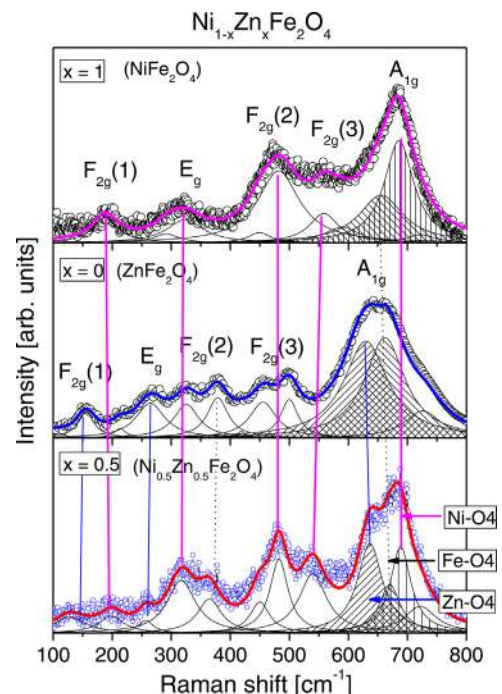 Ni1-xZnxFe2O4
x = 1 (NiFe2O4)
A1g
F2g(2)
F2g(3)
F2g(1)
Eg
x = 0 (ZnFe2O4)
A1g
F2g(2)
F2g(3)
Eg
F2g(1)
x = 0.5 (Ni0.5Zn0.5Fe2O4)
Ni-O4
Fe-O4
Zn-O4
Intensity [arb. units]
100 200 300 400 500 600 700 800
Raman shift [cm-1]